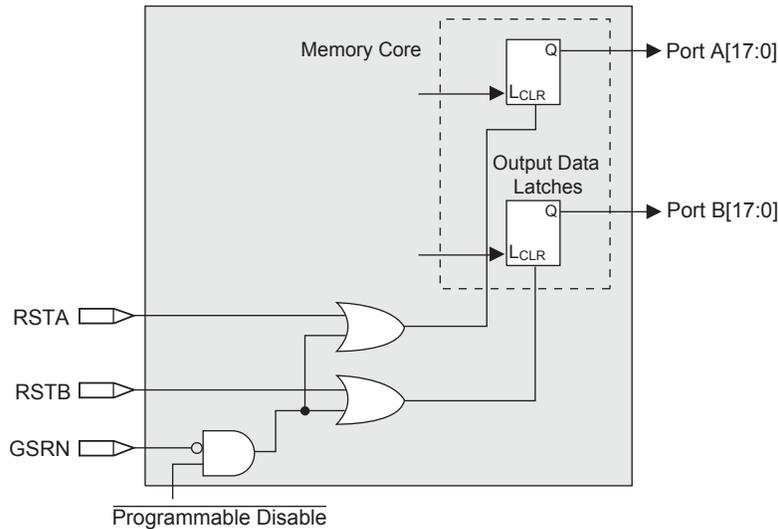 Memory Core
Q
Port A[17:0]
LCLR
Output Data
Latches
Q
Port B[17:0]
LCLR
RSTA
RSTB
GSRN
Programmable Disable